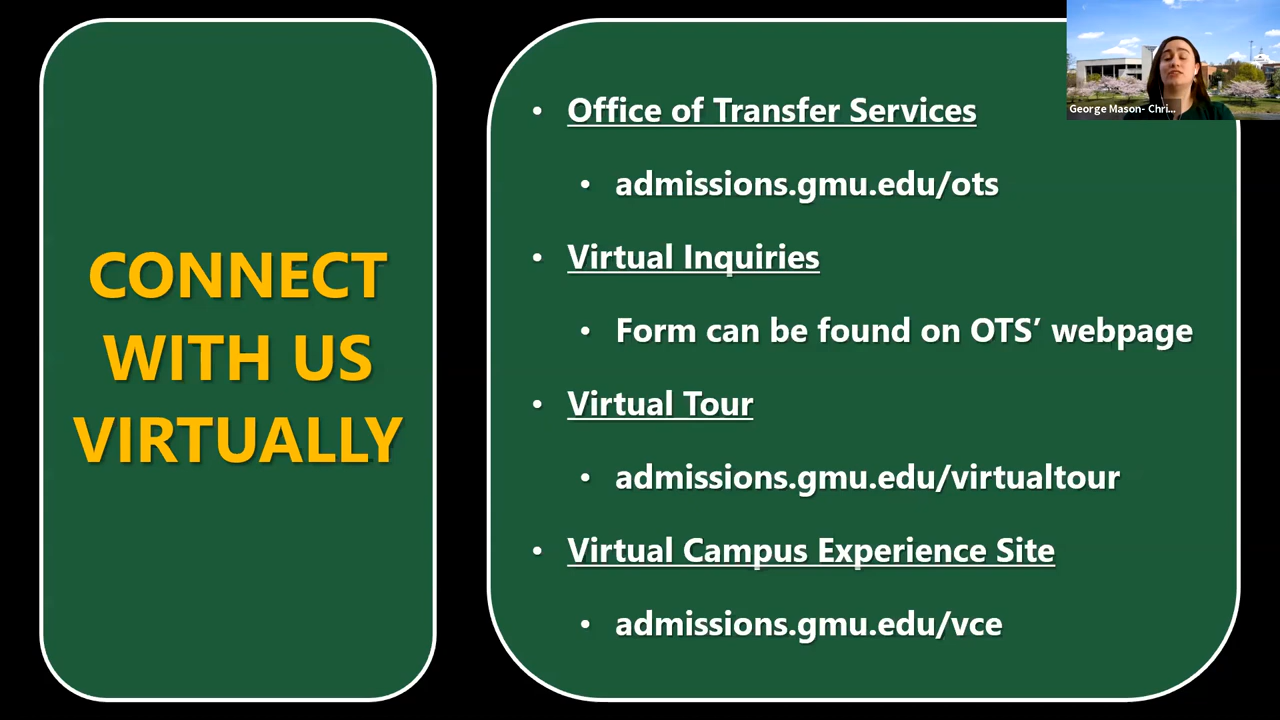 CONNECT
WITH US
VIRTUALLY
• Office of Transfer Services
• admissions.gmu.edu/ots
• Virtual Inquiries
• Form can be found on OTS’ webpage
• Virtual Tour
• admissions.gmu.edu/virtualtour
• Virtual Campus Experience Site
• admissions.gmu.edu/vce
George Mason- Chri...